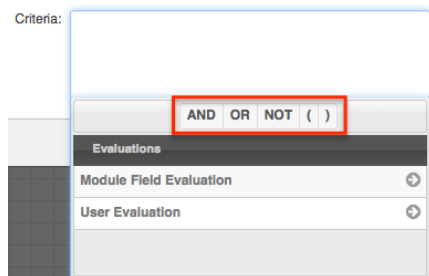 Criteria:
AND OR NOT ( )
Evaluations
Module Field Evaluation
User Evaluation